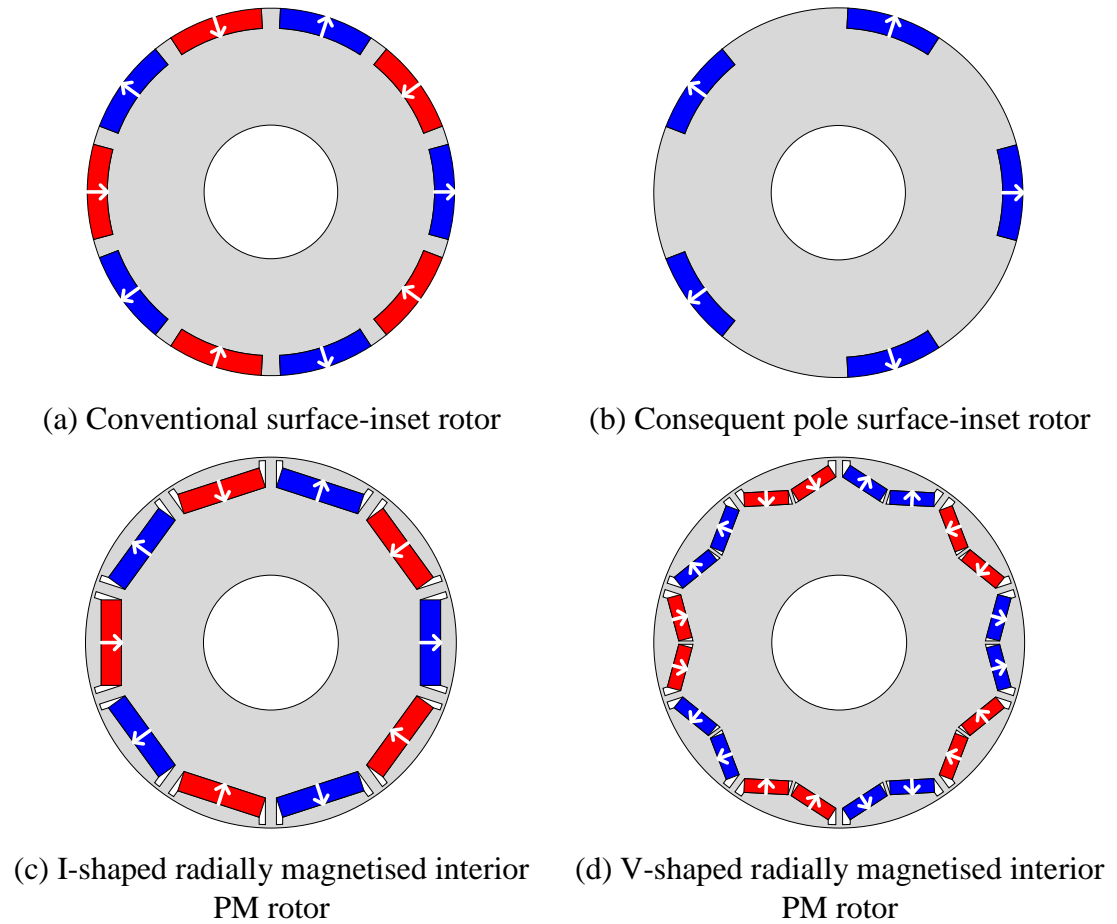 (a) Conventional surface-inset rotor
(b) Consequent pole surface-inset rotor
(c) I-shaped radially magnetised interior
PM rotor
(d) V-shaped radially magnetised interior
PM rotor